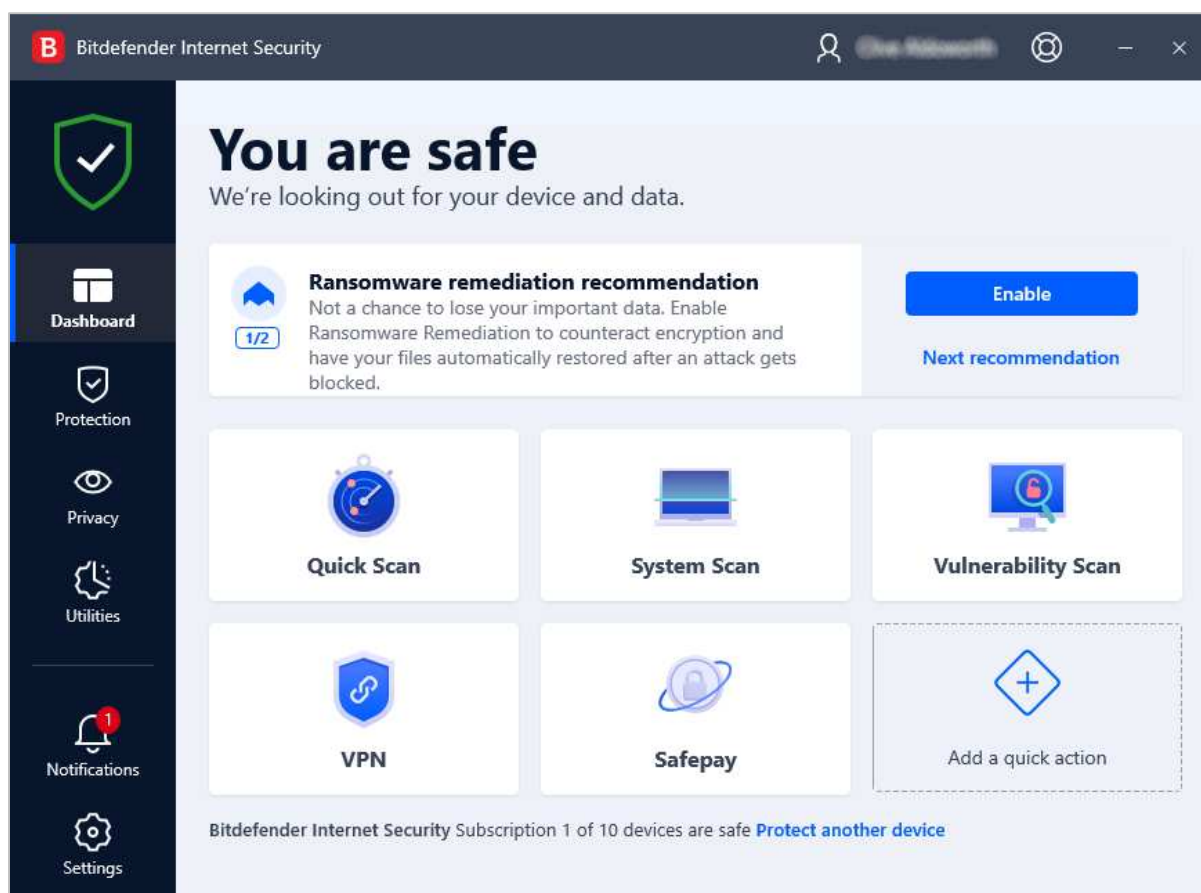 B Bitdefender Internet Security
You are safe
We're looking out for your device and data.
Ransomware remediation recommendation
Not a chance to lose your important data. Enable
Ransomware Remediation to counteract encryption and
have your files automatically restored after an attack gets
blocked.
1/2
Enable
Next recommendation
Dashboard
Protection
Privacy
Utilities
1
Notifications
Settings
Quick Scan
System Scan
Vulnerability Scan
VPN
Safepay
Add a quick action
Bitdefender Internet Security Subscription 1 of 10 devices are safe Protect another device